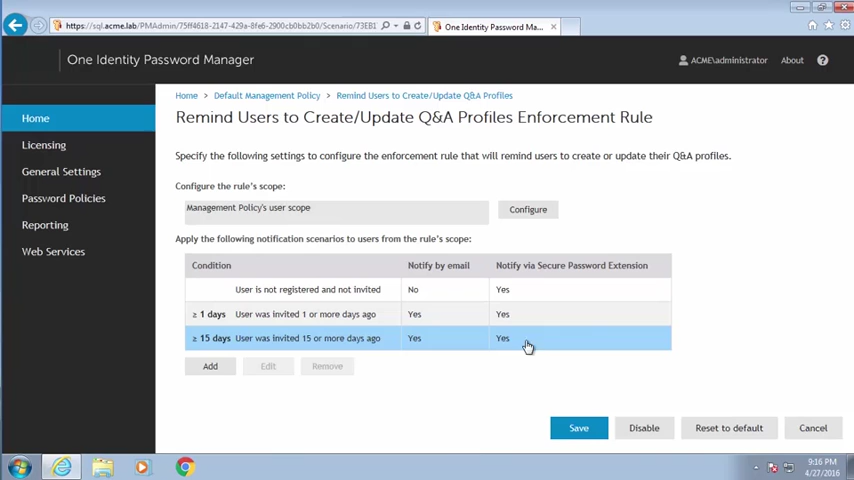 https://sql.acme.lab/PMAdmin/75ff4618-2147-429a-8fe6-2900cb0bb2b0/Scenario/73EB1
One Identity Password Ma...
One Identity Password Manager
ACME\administrator
About
Home > Default Management Policy > Remind Users to Create/Update Q&A Profiles
Home
Licensing
General Settings
Password Policies
Reporting
Web Services
Remind Users to Create/Update Q&A Profiles Enforcement Rule
Specify the following settings to configure the enforcement rule that will remind users to create or update their Q&A profiles.
Configure the rule's scope:
Management Policy's user scope
Configure
Apply the following notification scenarios to users from the rule's scope:
Condition Notify by email Notify via Secure Password Extension
User is not registered and not invited No Yes
≥ 1 days User was invited 1 or more days ago Yes Yes
≥ 15 days User was invited 15 or more days ago Yes Yes
Add Edit Remove
Save Disable Reset to default Cancel
9:16 PM
4/27/2016